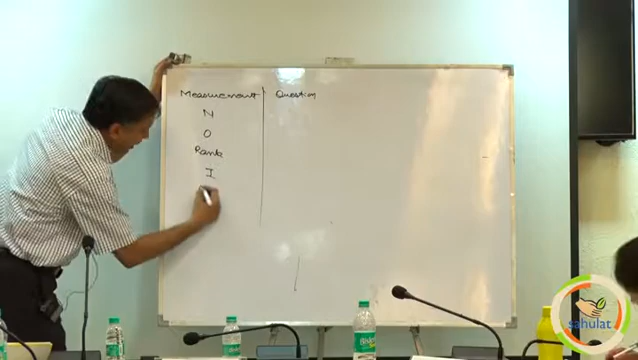 Measurement Question
N
O
Rank
I
sahulat